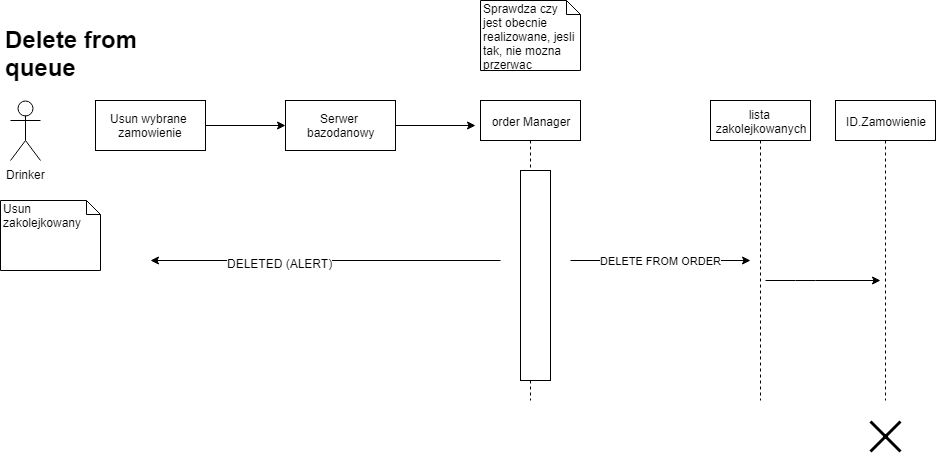 Delete from
queue
Sprawdza czy
jest obecnie
realizowane, jesli
tak, nie mozna
przerwac
Drinker
Usun wybrane
zamowienie
Serwer
bazodanowy
order Manager
lista
zakolejkowanych
ID.Zamowienie
Usun
zakolejkowany
DELETED (ALERT)
DELETE FROM ORDER